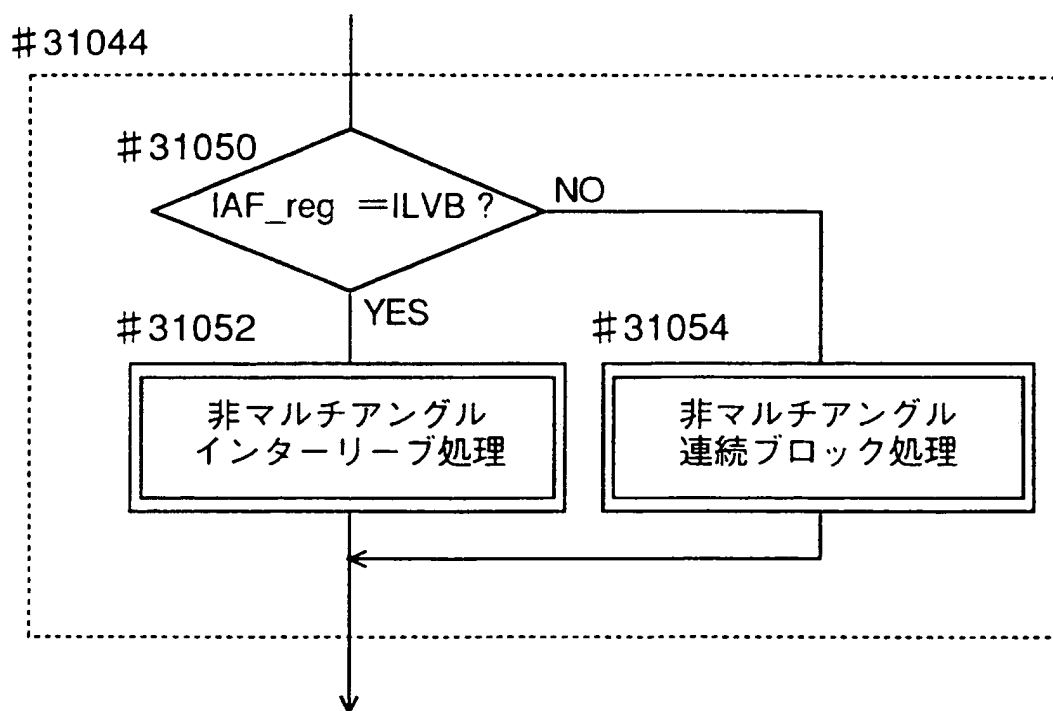 #31044
#31050
IAF_reg =ILVB ?
NO
YES
#31052
#31054
非マルチアングル
インターリーブ処理
非マルチアングル
連続ブロック処理